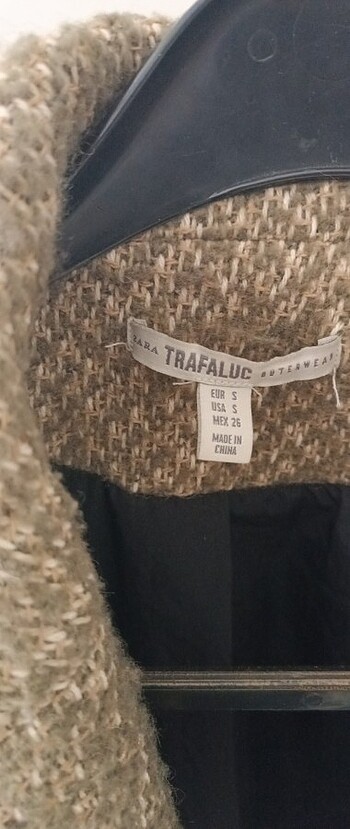 ZARA TRAFALUC OUTERWEAR
EUR S
USA S
MEX 26
MADE IN
CHINA